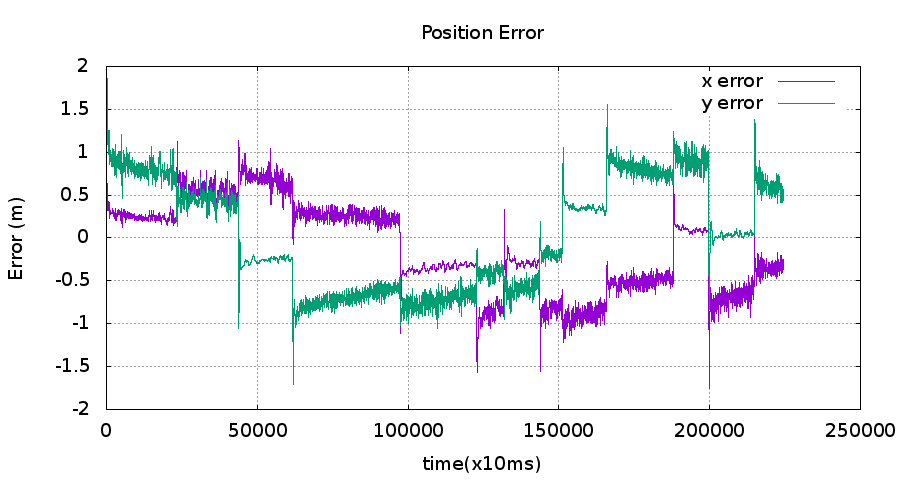 Position Error
x error
y error
2
1.5
1
0.5
0
-0.5
-1
-1.5
-2
Error (m)
0 50000 100000 150000 200000 250000
time(x10ms)